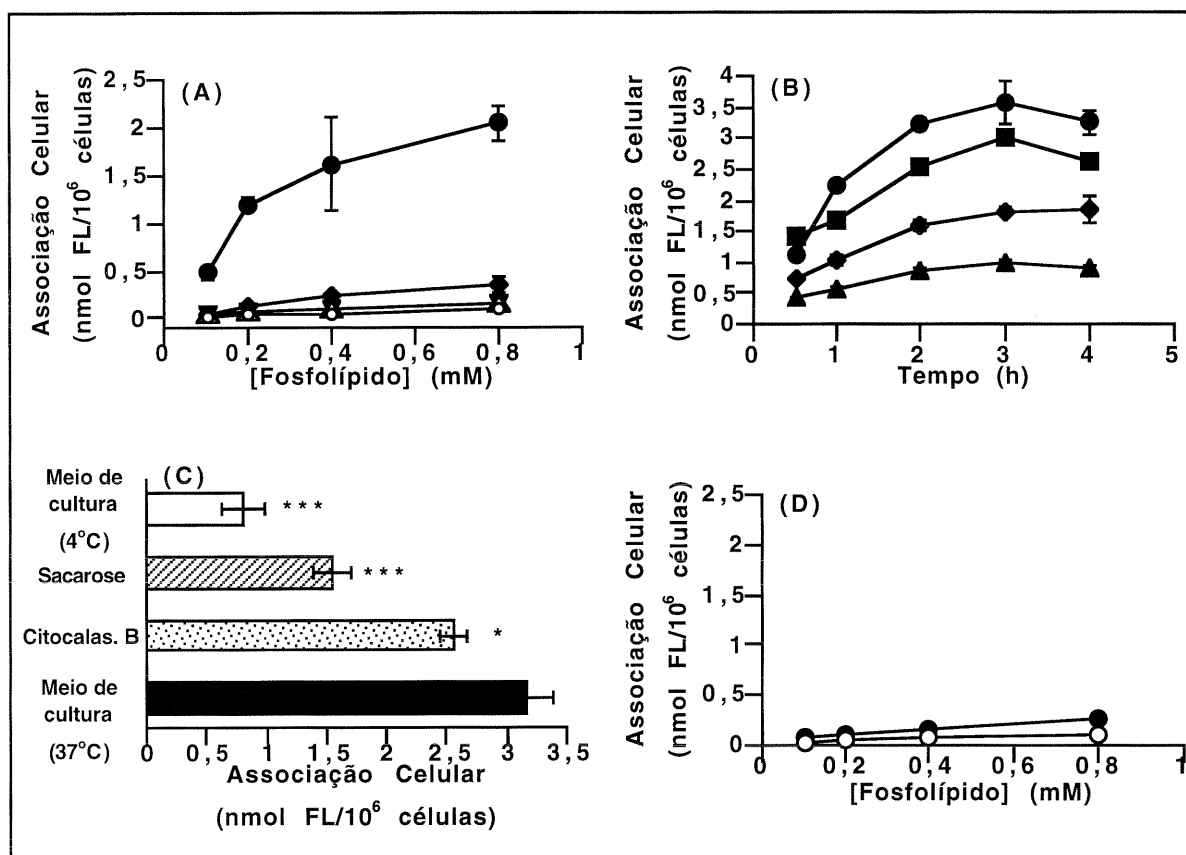 (A)
Associação Celular
(nmol FL/10⁶ células)
2,5
2
1,5
1
0,5
0
0 0,2 0,4 0,6 0,8 1
[Fosfolípido] (mM)
(B)
Associação Celular
(nmol FL/10⁶ células)
4
3,5
3
2,5
2
1,5
1
0,5
0
0 1 2 3 4 5
Tempo (h)
(C)
Meio de
cultura
(4°C)
***
Sacarose
***
Citocalas. B
*
Meio de
cultura
(37°C)
0 0,5 1 1,5 2 2,5 3 3,5
Associação Celular
(nmol FL/10⁶ células)
(D)
Associação Celular
(nmol FL/10⁶ células)
2,5
2
1,5
1
0,5
0
0 0,2 0,4 0,6 0,8 1
[Fosfolípido] (mM)